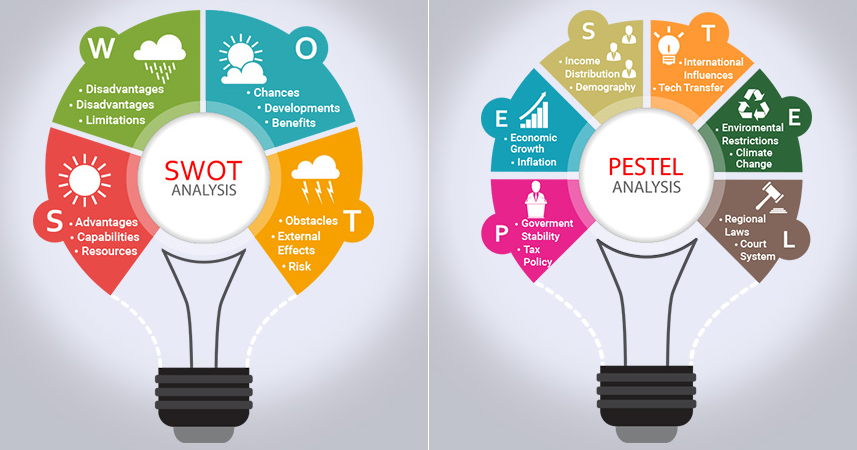 W
• Disadvantages
• Disadvantages
• Limitations
O
• Chances
• Developments
• Benefits
S
• Advantages
• Capabilities
• Resources
SWOT
ANALYSIS
T
• Obstacles
• External
Effects
• Risk
S
• Income
Distribution
• Demography
T
• International
Influences
• Tech Transfer
E
• Economic
Growth
• Inflation
E
• Enviromental
Restrictions
• Climate
Change
PESTEL
ANALYSIS
P
• Goverment
Stability
• Tax
Policy
L
• Regional
Laws
• Court
System